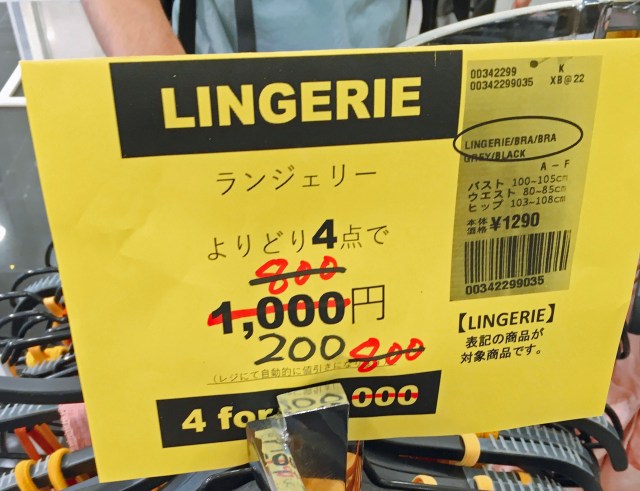 LINGERIE
ランジェリー
よりどり4点で
800
1,000円
200 800
(レジにて自動的に値引きに
4 for 000
100
00342299 K
00342299035 XB@22
LINGERIE/BRA/BRA
GREY/BLACK
A - F
バスト 100~105cm
ウエスト 80~85cm
ヒップ 103~108cm
本体価格 ¥1290
00342299035
【LINGERIE】
表記の商品が
対象商品です。